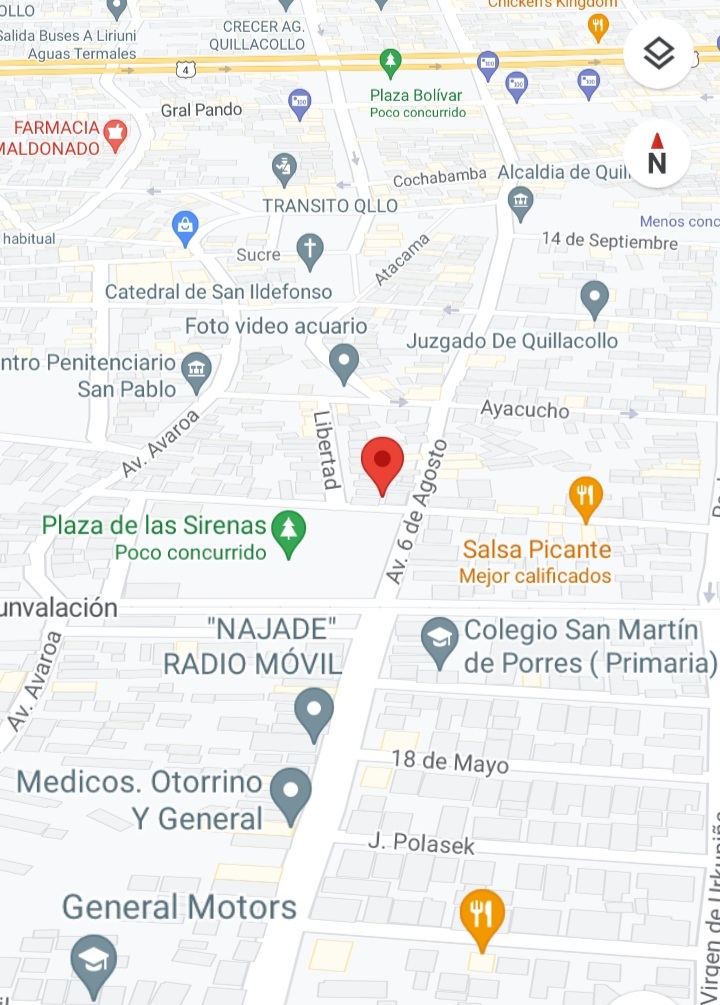 OLLO
Chicken's Kingdom
CRECER AG.
QUILLACOLLO
Salida Buses A Liriuni
Aguas Termales
4
Plaza Bolívar
Poco concurrido
Gral Pando
FARMACIA
MALDONADO
N
Cochabamba
Alcaldia de Quil
TRANSITO QLLO
Menos conc
habitual
14 de Septiembre
Sucre
Atacama
Catedral de San Ildefonso
Foto video acuario
Juzgado De Quillacollo
ntro Penitenciario
San Pablo
Ayacucho
Av. Avaroa
Libertad
Av. 6 de Agosto
Plaza de las Sirenas
Poco concurrido
Salsa Picante
Mejor calificados
unvalación
"NAJADE"
RADIO MÓVIL
Colegio San Martín
de Porres ( Primaria)
Av. Avaroa
18 de Mayo
Medicos. Otorrino
Y General
J. Polasek
General Motors
Virgen de Urkupiña